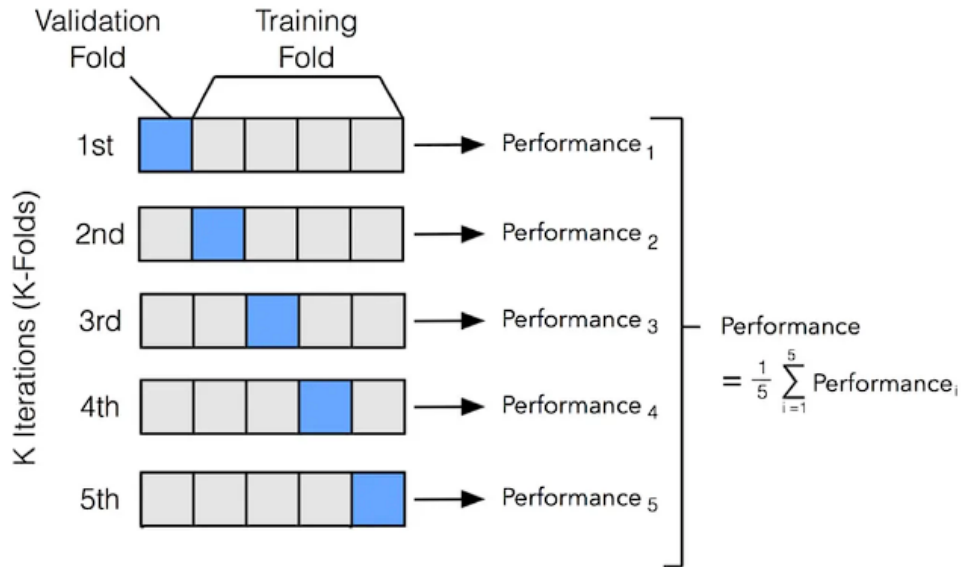 Validation
Fold
Training
Fold
K Iterations (K-Folds)
1st
Performance 1
2nd
Performance 2
3rd
Performance 3
4th
Performance 4
5th
Performance 5
Performance
= 1/5 5∑i=1 Performancei